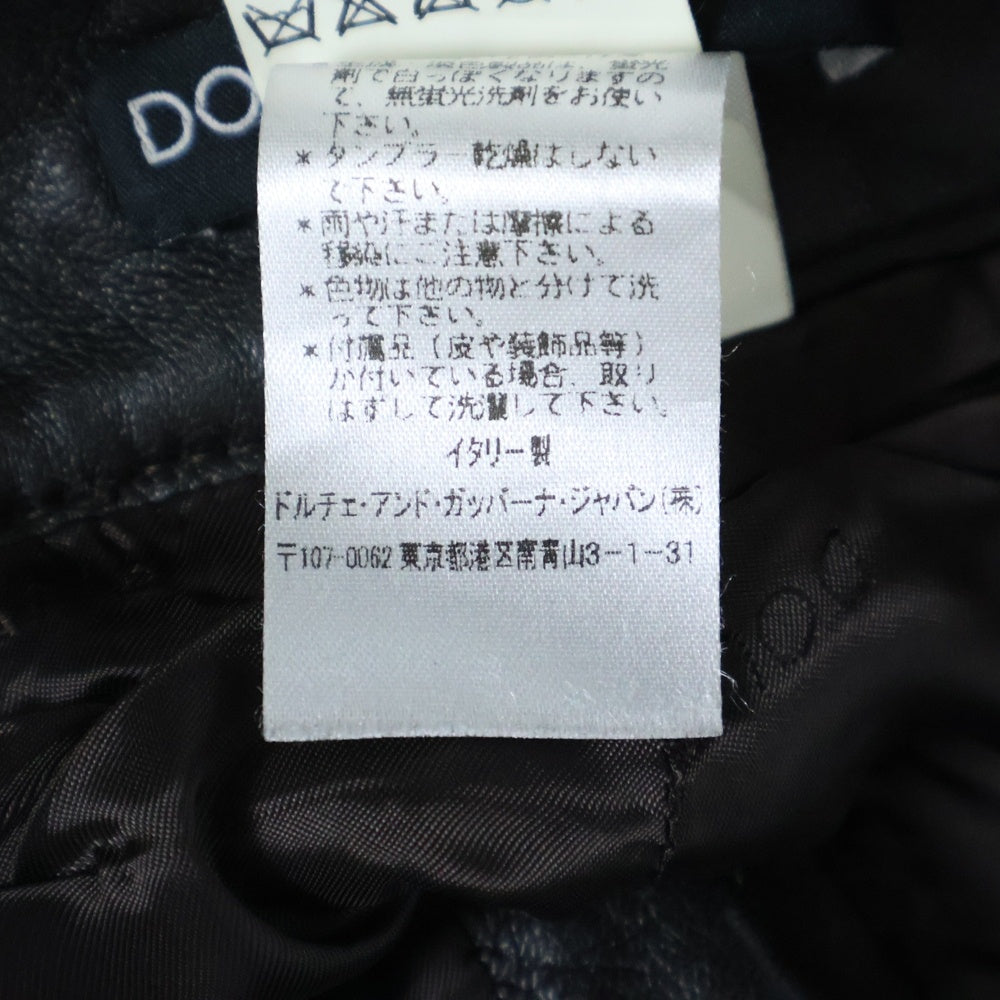 DO
剤で白っぽくなりますの
で、無蛍光洗剤をお使い
下さい。
*タンブラー乾燥はしない
で下さい。
*雨や汗または摩擦による
移染にご注意下さい。
*色物は他の物と分けて洗
って下さい。
*付属品(皮や装飾品等)
が付いている場合、取り
はずして洗濯して下さい。
イタリー製
ドルチェ・アンド・ガッバーナ・ジャパン(株)
〒107-0062 東京都港区南青山3-1-31